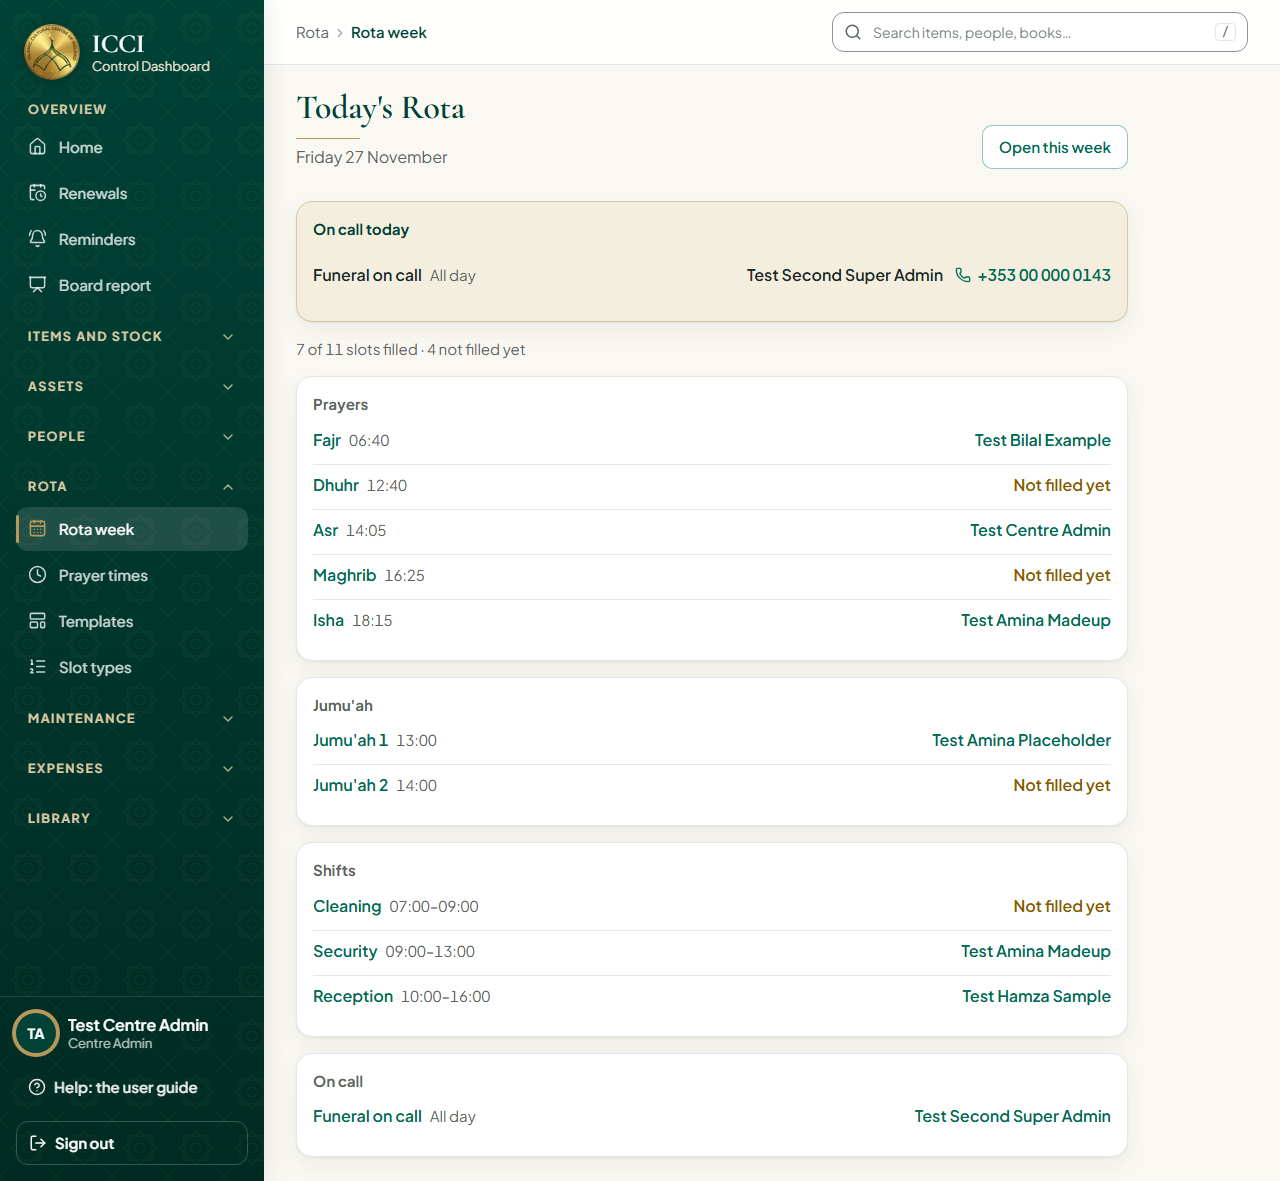 ICCI
Control Dashboard
OVERVIEW
Home
Renewals
Reminders
Board report
ITEMS AND STOCK
ASSETS
PEOPLE
ROTA
Rota week
Prayer times
Templates
Slot types
MAINTENANCE
EXPENSES
LIBRARY
TA
Test Centre Admin
Centre Admin
Help: the user guide
Sign out
Rota > Rota week
Search items, people, books... /
Today's Rota
Friday 27 November
Open this week
On call today
Funeral on call All day Test Second Super Admin +353 00 000 0143
7 of 11 slots filled · 4 not filled yet
Prayers
Fajr 06:40 Test Bilal Example
Dhuhr 12:40 Not filled yet
Asr 14:05 Test Centre Admin
Maghrib 16:25 Not filled yet
Isha 18:15 Test Amina Madeup
Jumu'ah
Jumu'ah 1 13:00 Test Amina Placeholder
Jumu'ah 2 14:00 Not filled yet
Shifts
Cleaning 07:00–09:00 Not filled yet
Security 09:00–13:00 Test Amina Madeup
Reception 10:00–16:00 Test Hamza Sample
On call
Funeral on call All day Test Second Super Admin